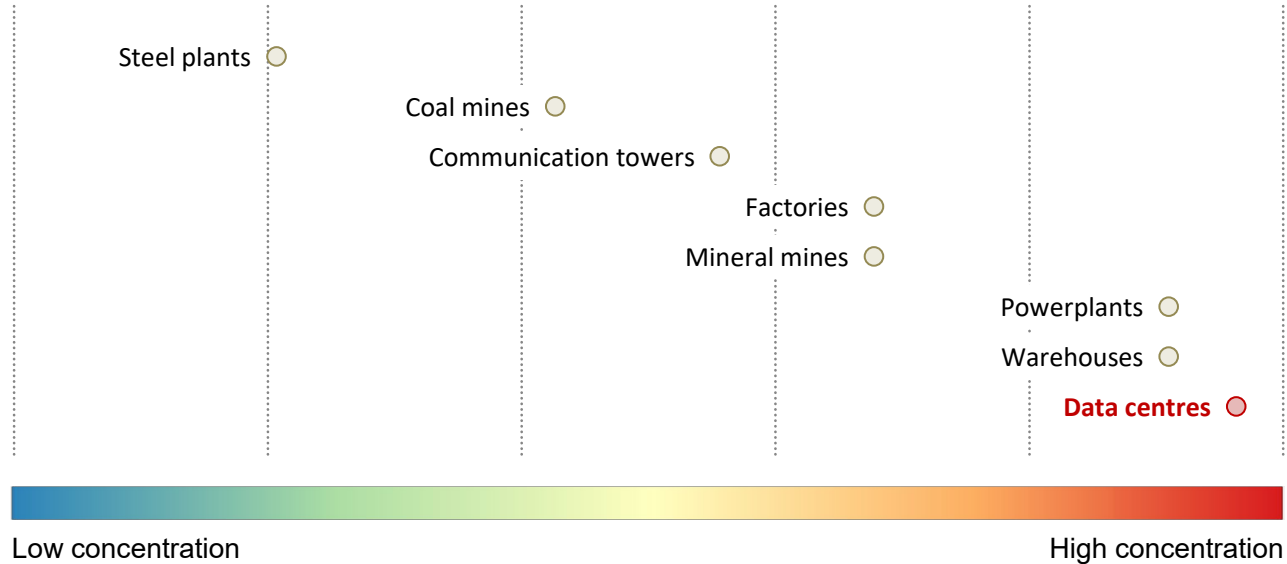 Steel plants
Coal mines
Communication towers
Factories
Mineral mines
Powerplants
Warehouses
Data centres
Low concentration
High concentration